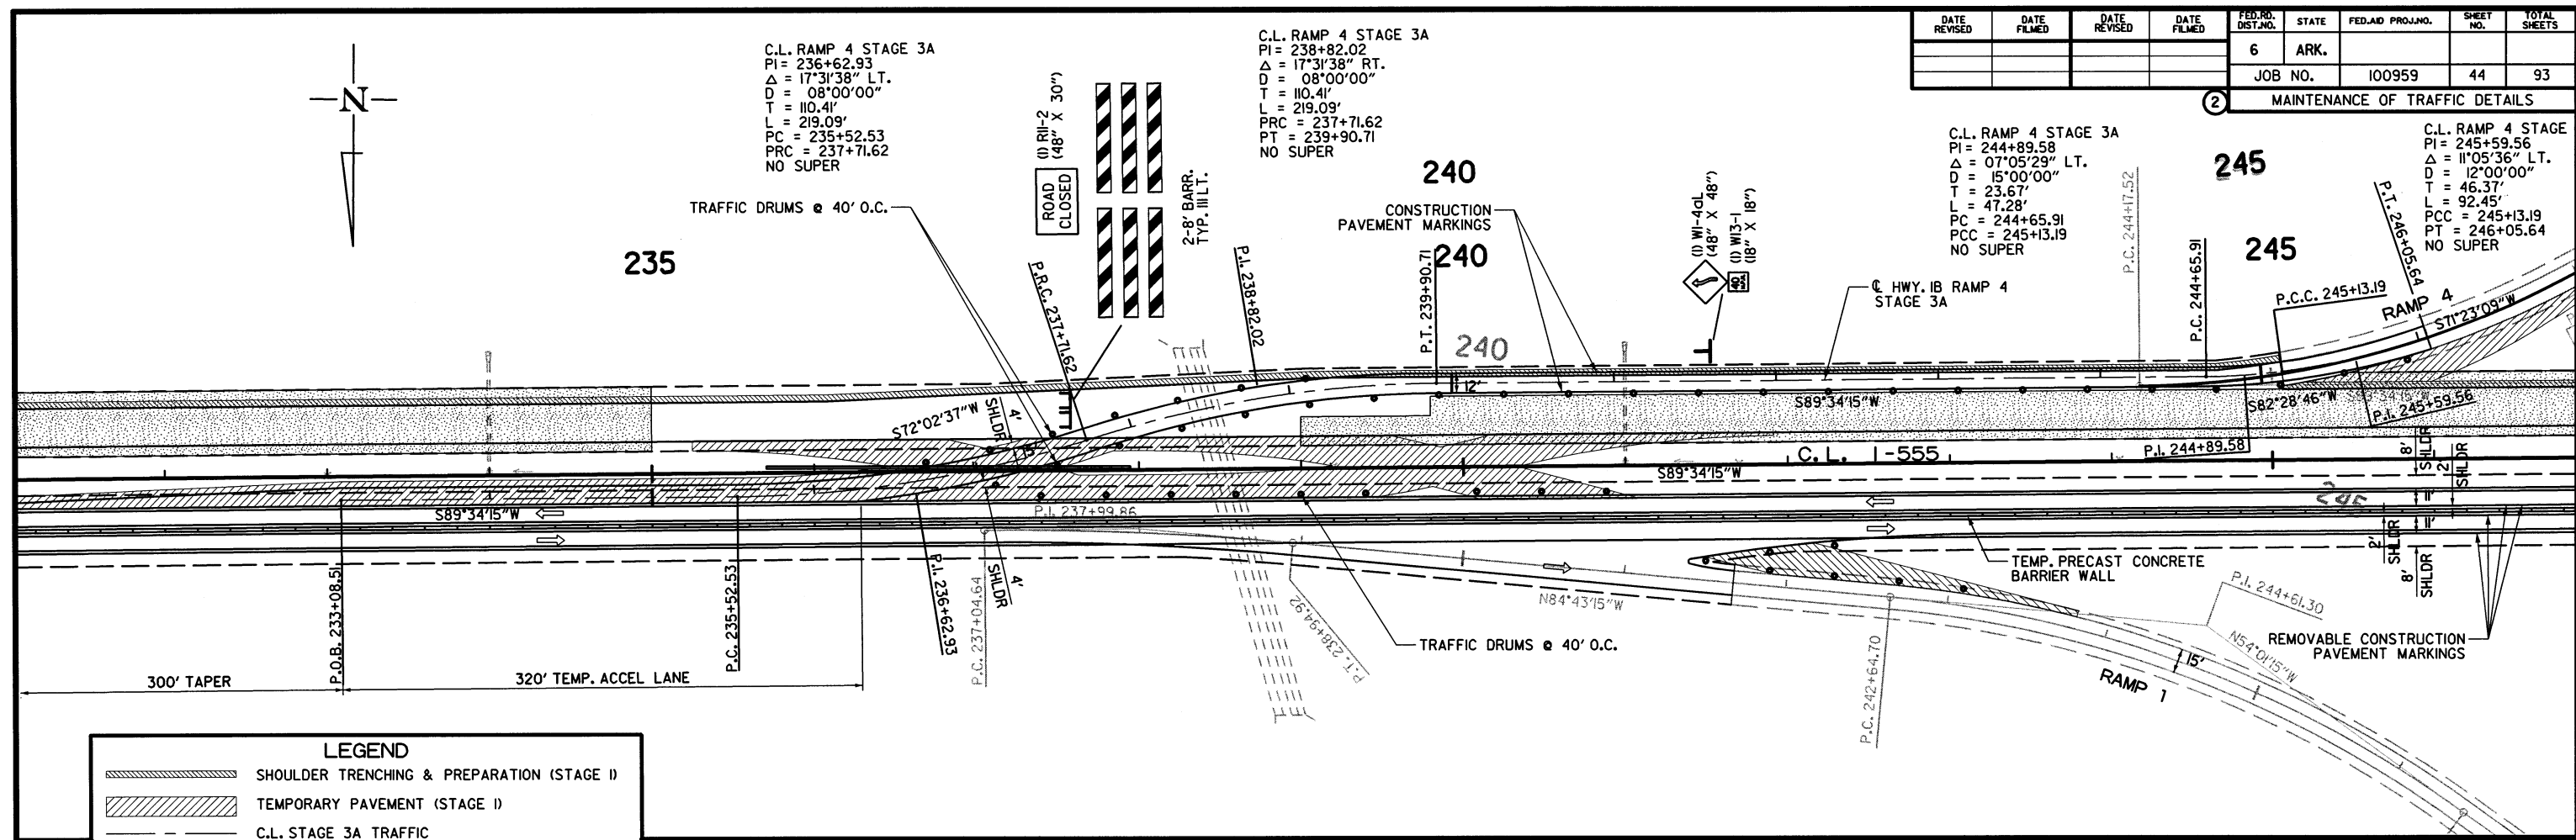 DATE REVISED
DATE FILMED
DATE REVISED
DATE FILMED
FED.RD. DIST.NO.
STATE
FED.AID PROJ.NO.
SHEET NO.
TOTAL SHEETS
6
ARK.
JOB NO.
100959
44
93
2
MAINTENANCE OF TRAFFIC DETAILS
N
C.L. RAMP 4 STAGE 3A
PI = 236+62.93
Δ = 17°31'38" LT.
D = 08°00'00"
T = 110.41'
L = 219.09'
PC = 235+52.53
PRC = 237+71.62
NO SUPER
(1) R11-2
(48" X 30")
ROAD
CLOSED
2-8' BARR.
TYP. III LT.
C.L. RAMP 4 STAGE 3A
PI = 238+82.02
Δ = 17°31'38" RT.
D = 08°00'00"
T = 110.41'
L = 219.09'
PRC = 237+71.62
PT = 239+90.71
NO SUPER
C.L. RAMP 4 STAGE 3A
PI = 244+89.58
Δ = 07°05'29" LT.
D = 15°00'00"
T = 23.67'
L = 47.28'
PC = 244+65.91
PCC = 245+13.19
NO SUPER
C.L. RAMP 4 STAGE
PI = 245+59.56
Δ = 11°05'36" LT.
D = 12°00'00"
T = 46.37'
L = 92.45'
PCC = 245+13.19
PT = 246+05.64
NO SUPER
TRAFFIC DRUMS @ 40' O.C.
235
240
240
240
CONSTRUCTION
PAVEMENT MARKINGS
(1) W1-4aL
(48" X 48")
(1) W13-1
(18" X 18")
40
℄ HWY. 1B RAMP 4
STAGE 3A
245
245
245
P.R.C. 237+71.62
P.I. 238+82.02
P.T. 239+90.71
P.C. 244+17.52
P.C. 244+65.91
P.T. 246+05.64
P.C.C. 245+13.19
RAMP 4
S71°23'09"W
12'
S72°02'37"W
4'
SHLDR
15'
S89°34'15"W
S82°28'46"W
S89°34'15"W
P.I. 245+59.56
P.I. 244+89.58
C.L. I-555
S89°34'15"W
8'
SHLDR
2'
SHLDR
11'
11'
2'
SHLDR
8'
SHLDR
S89°34'15"W
P.I. 237+99.86
P.O.B. 233+08.51
P.C. 235+52.53
P.I. 236+62.93
P.C. 237+04.64
4'
SHLDR
P.T. 238+94.92
N84°43'15"W
TRAFFIC DRUMS @ 40' O.C.
P.C. 242+64.70
TEMP. PRECAST CONCRETE
BARRIER WALL
P.I. 244+61.30
N54°01'15"W
REMOVABLE CONSTRUCTION
PAVEMENT MARKINGS
15'
RAMP 1
300' TAPER
320' TEMP. ACCEL LANE
LEGEND
SHOULDER TRENCHING & PREPARATION (STAGE 1)
TEMPORARY PAVEMENT (STAGE 1)
C.L. STAGE 3A TRAFFIC